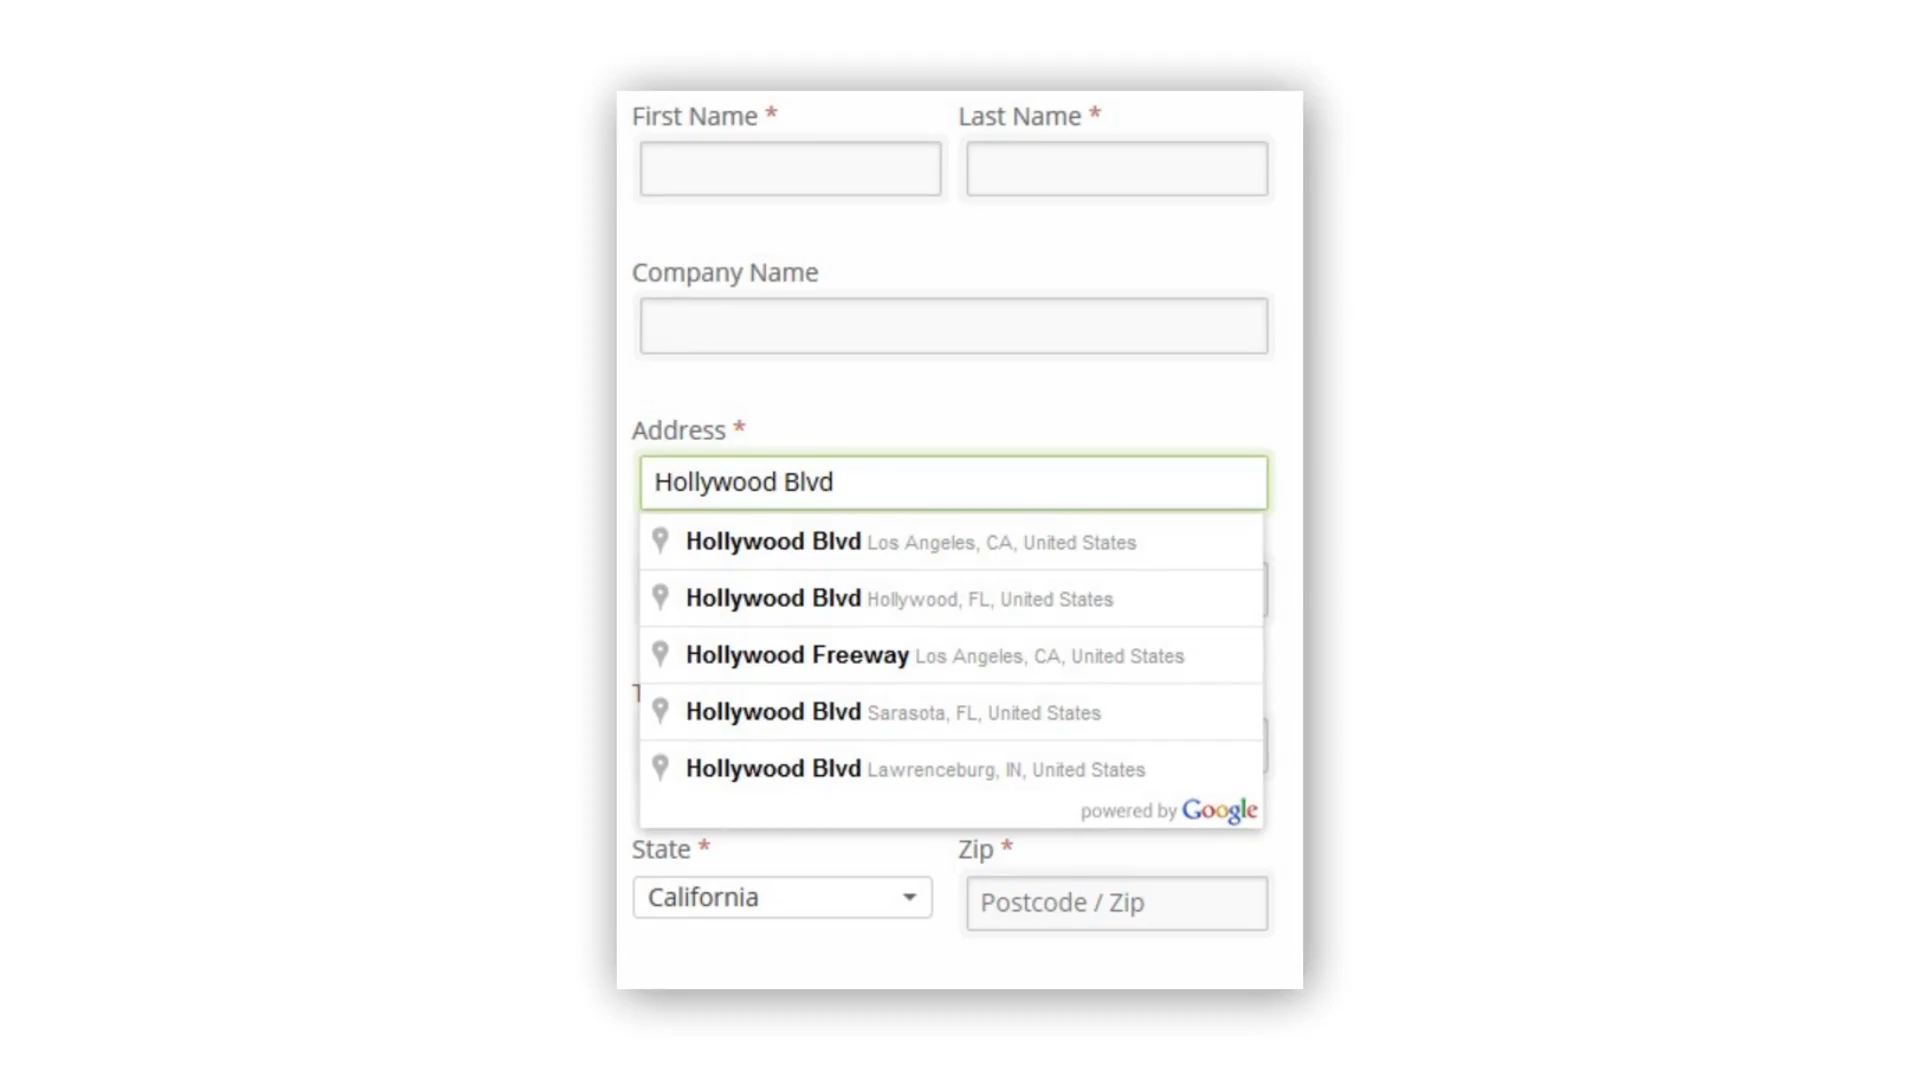 First Name * Last Name *
Company Name
Address *
Hollywood Blvd
Hollywood Blvd Los Angeles, CA, United States
Hollywood Blvd Hollywood, FL, United States
Hollywood Freeway Los Angeles, CA, United States
T
Hollywood Blvd Sarasota, FL, United States
Hollywood Blvd Lawrenceburg, IN, United States
powered by Google
State * Zip *
California Postcode / Zip